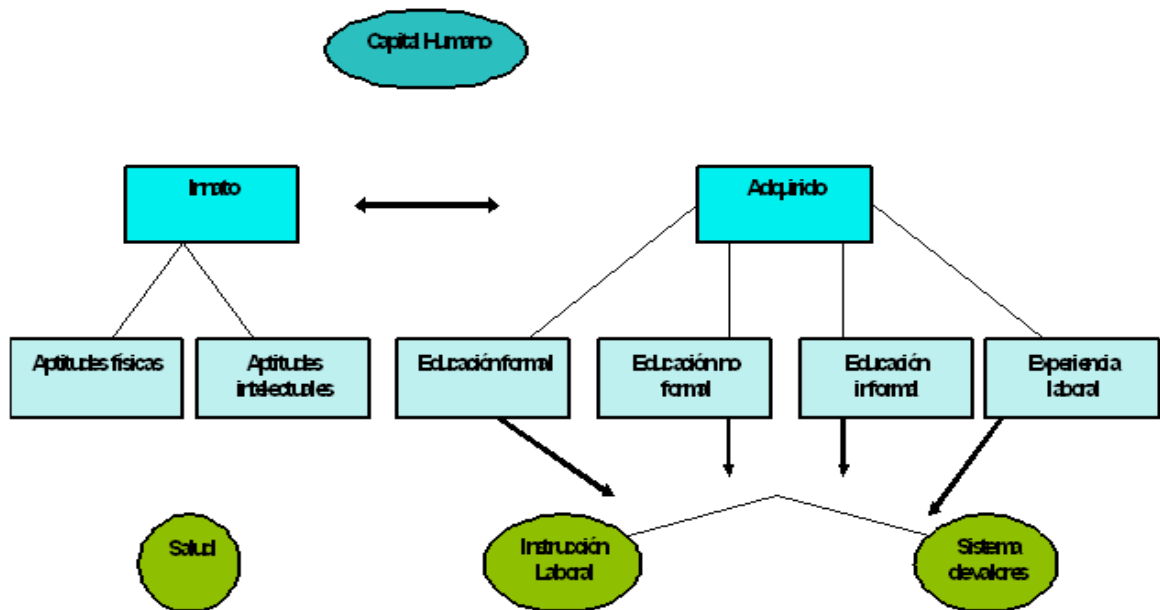 Capital Humano
Innato
Adquirido
Aptitudes físicas
Aptitudes
intelectuales
Educación formal
Educación no
formal
Educación
informal
Experiencia
laboral
Salud
Instrucción
Laboral
Sistema
de valores